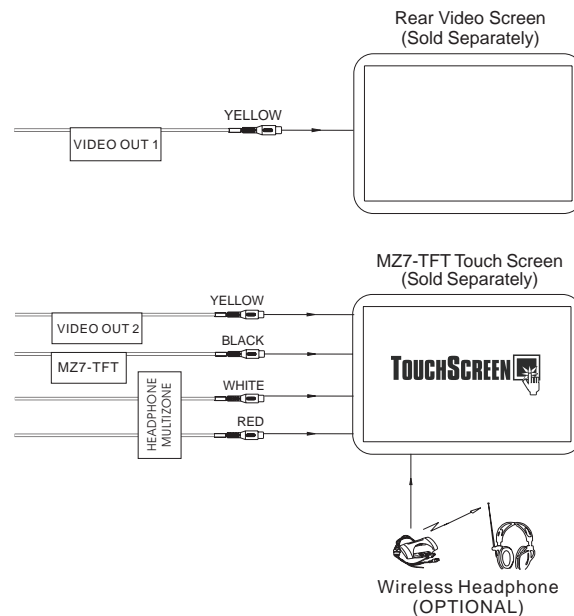 Rear Video Screen
(Sold Separately)
YELLOW
VIDEO OUT 1
MZ7-TFT Touch Screen
(Sold Separately)
YELLOW
VIDEO OUT 2
BLACK
MZ7-TFT
TOUCHSCREEN
WHITE
HEADPHONE
MULTIZONE
RED
Wireless Headphone
(OPTIONAL)